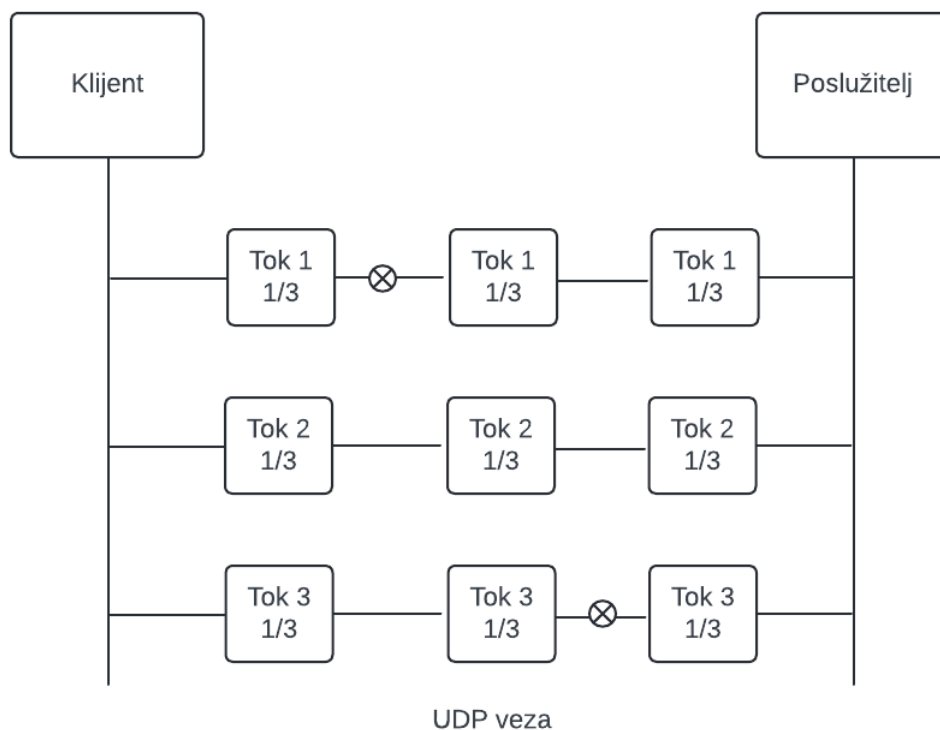 Klijent
Poslužitelj
Tok 1
1/3
Tok 1
1/3
Tok 1
1/3
Tok 2
1/3
Tok 2
1/3
Tok 2
1/3
Tok 3
1/3
Tok 3
1/3
Tok 3
1/3
UDP veza